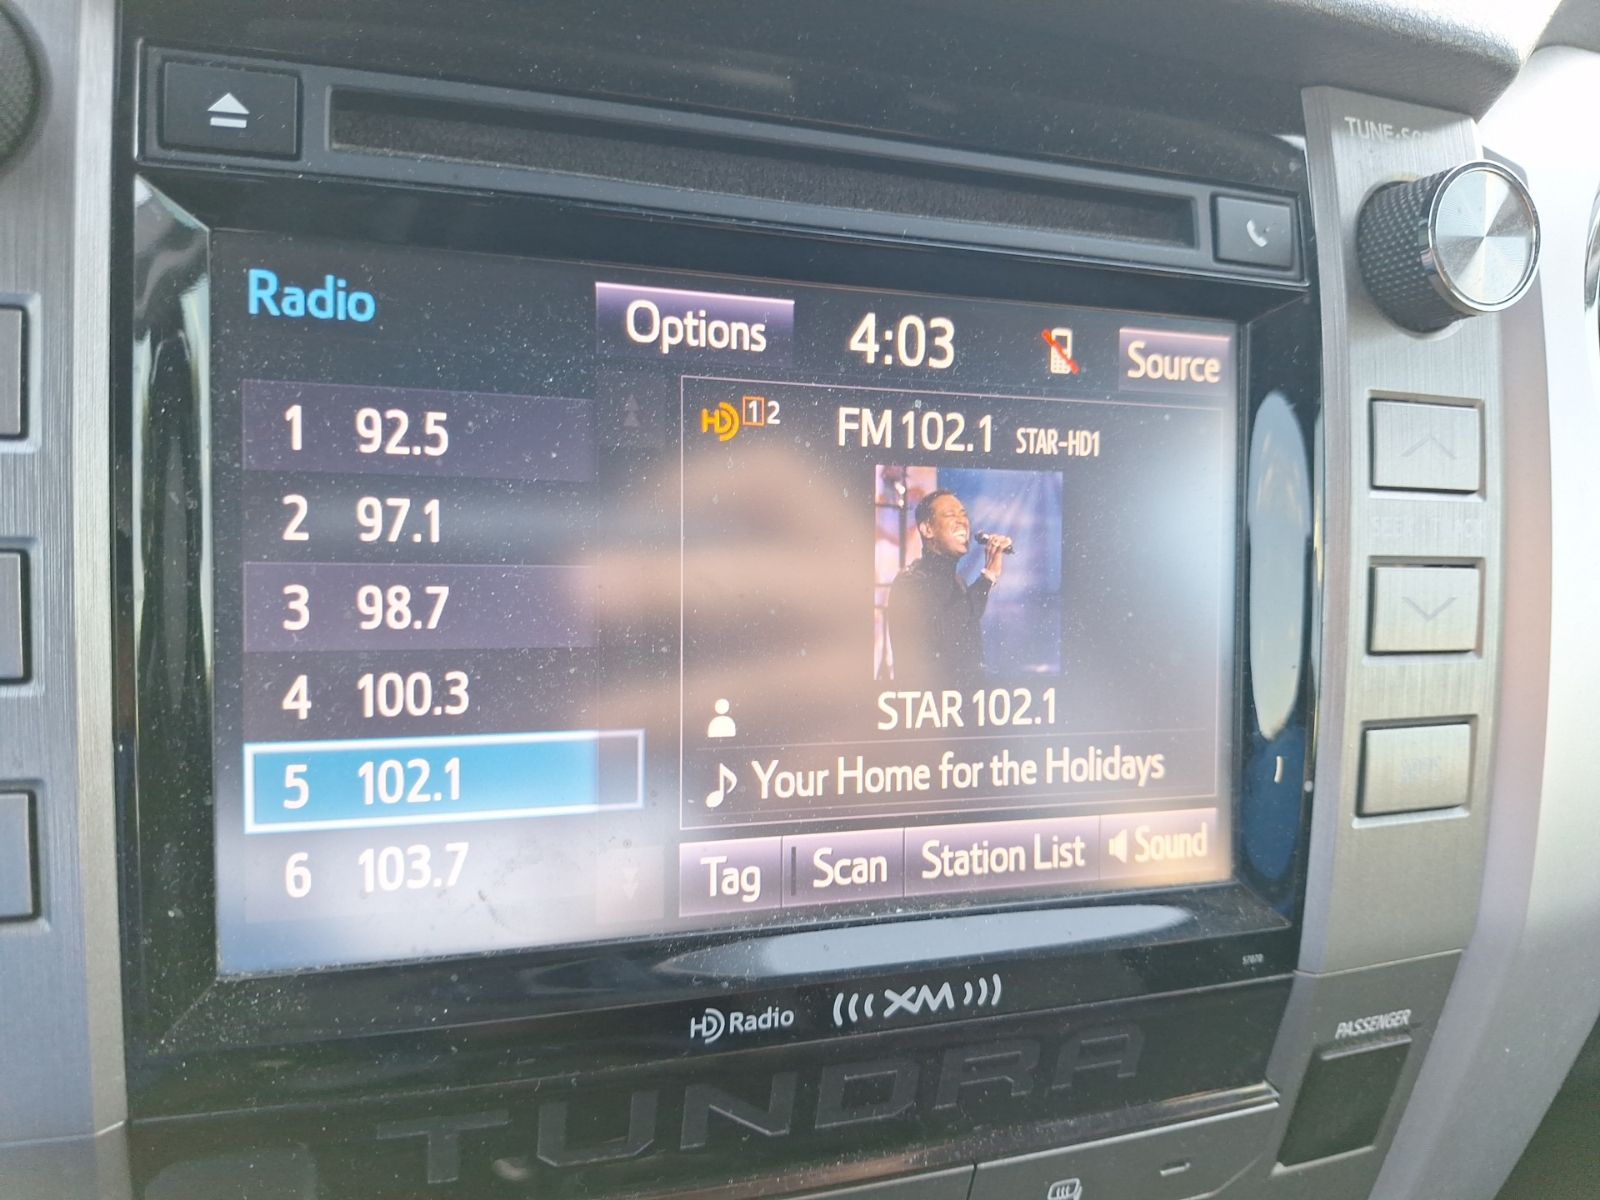 TUNE•SC
Radio
Options
4:03
Source
1 92.5
2 97.1
3 98.7
4 100.3
5 102.1
6 103.7
HD 1 2
FM 102.1 STAR-HD1
STAR 102.1
Your Home for the Holidays
Tag
Scan
Station List
Sound
57070
HD Radio
XM
PASSENGER
TUNDRA